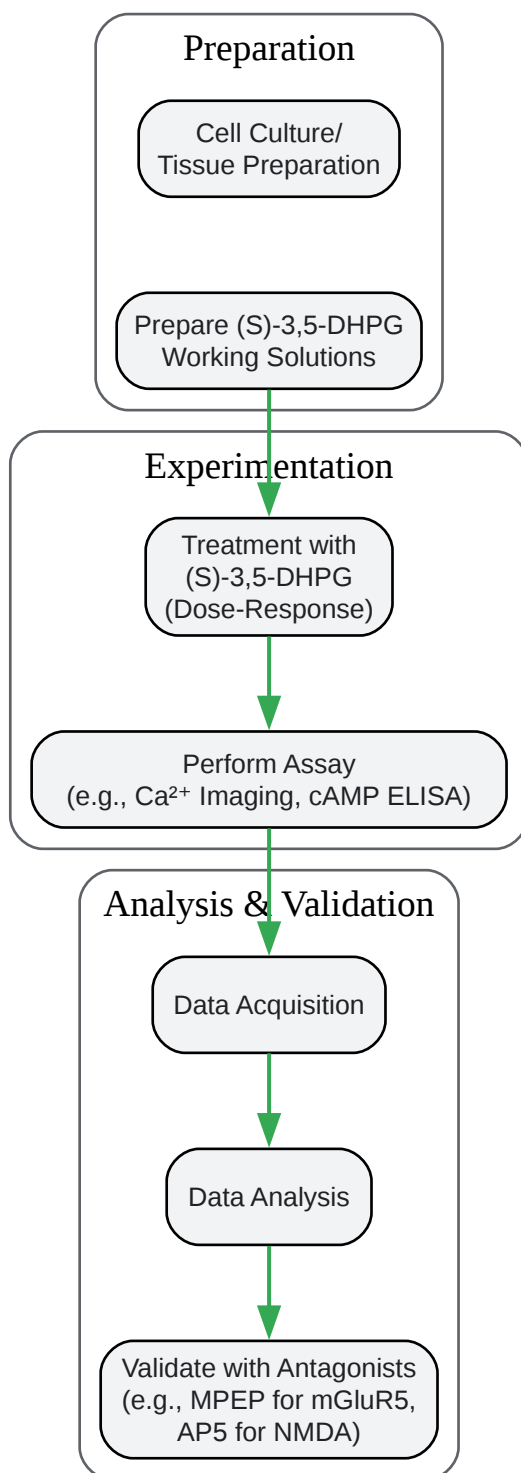 Preparation
Cell Culture/
Tissue Preparation
Prepare (S)-3,5-DHPG
Working Solutions
Experimentation
Treatment with
(S)-3,5-DHPG
(Dose-Response)
Perform Assay
(e.g., Ca²⁺ Imaging, cAMP ELISA)
Analysis & Validation
Data Acquisition
Data Analysis
Validate with Antagonists
(e.g., MPEP for mGluR5,
AP5 for NMDA)